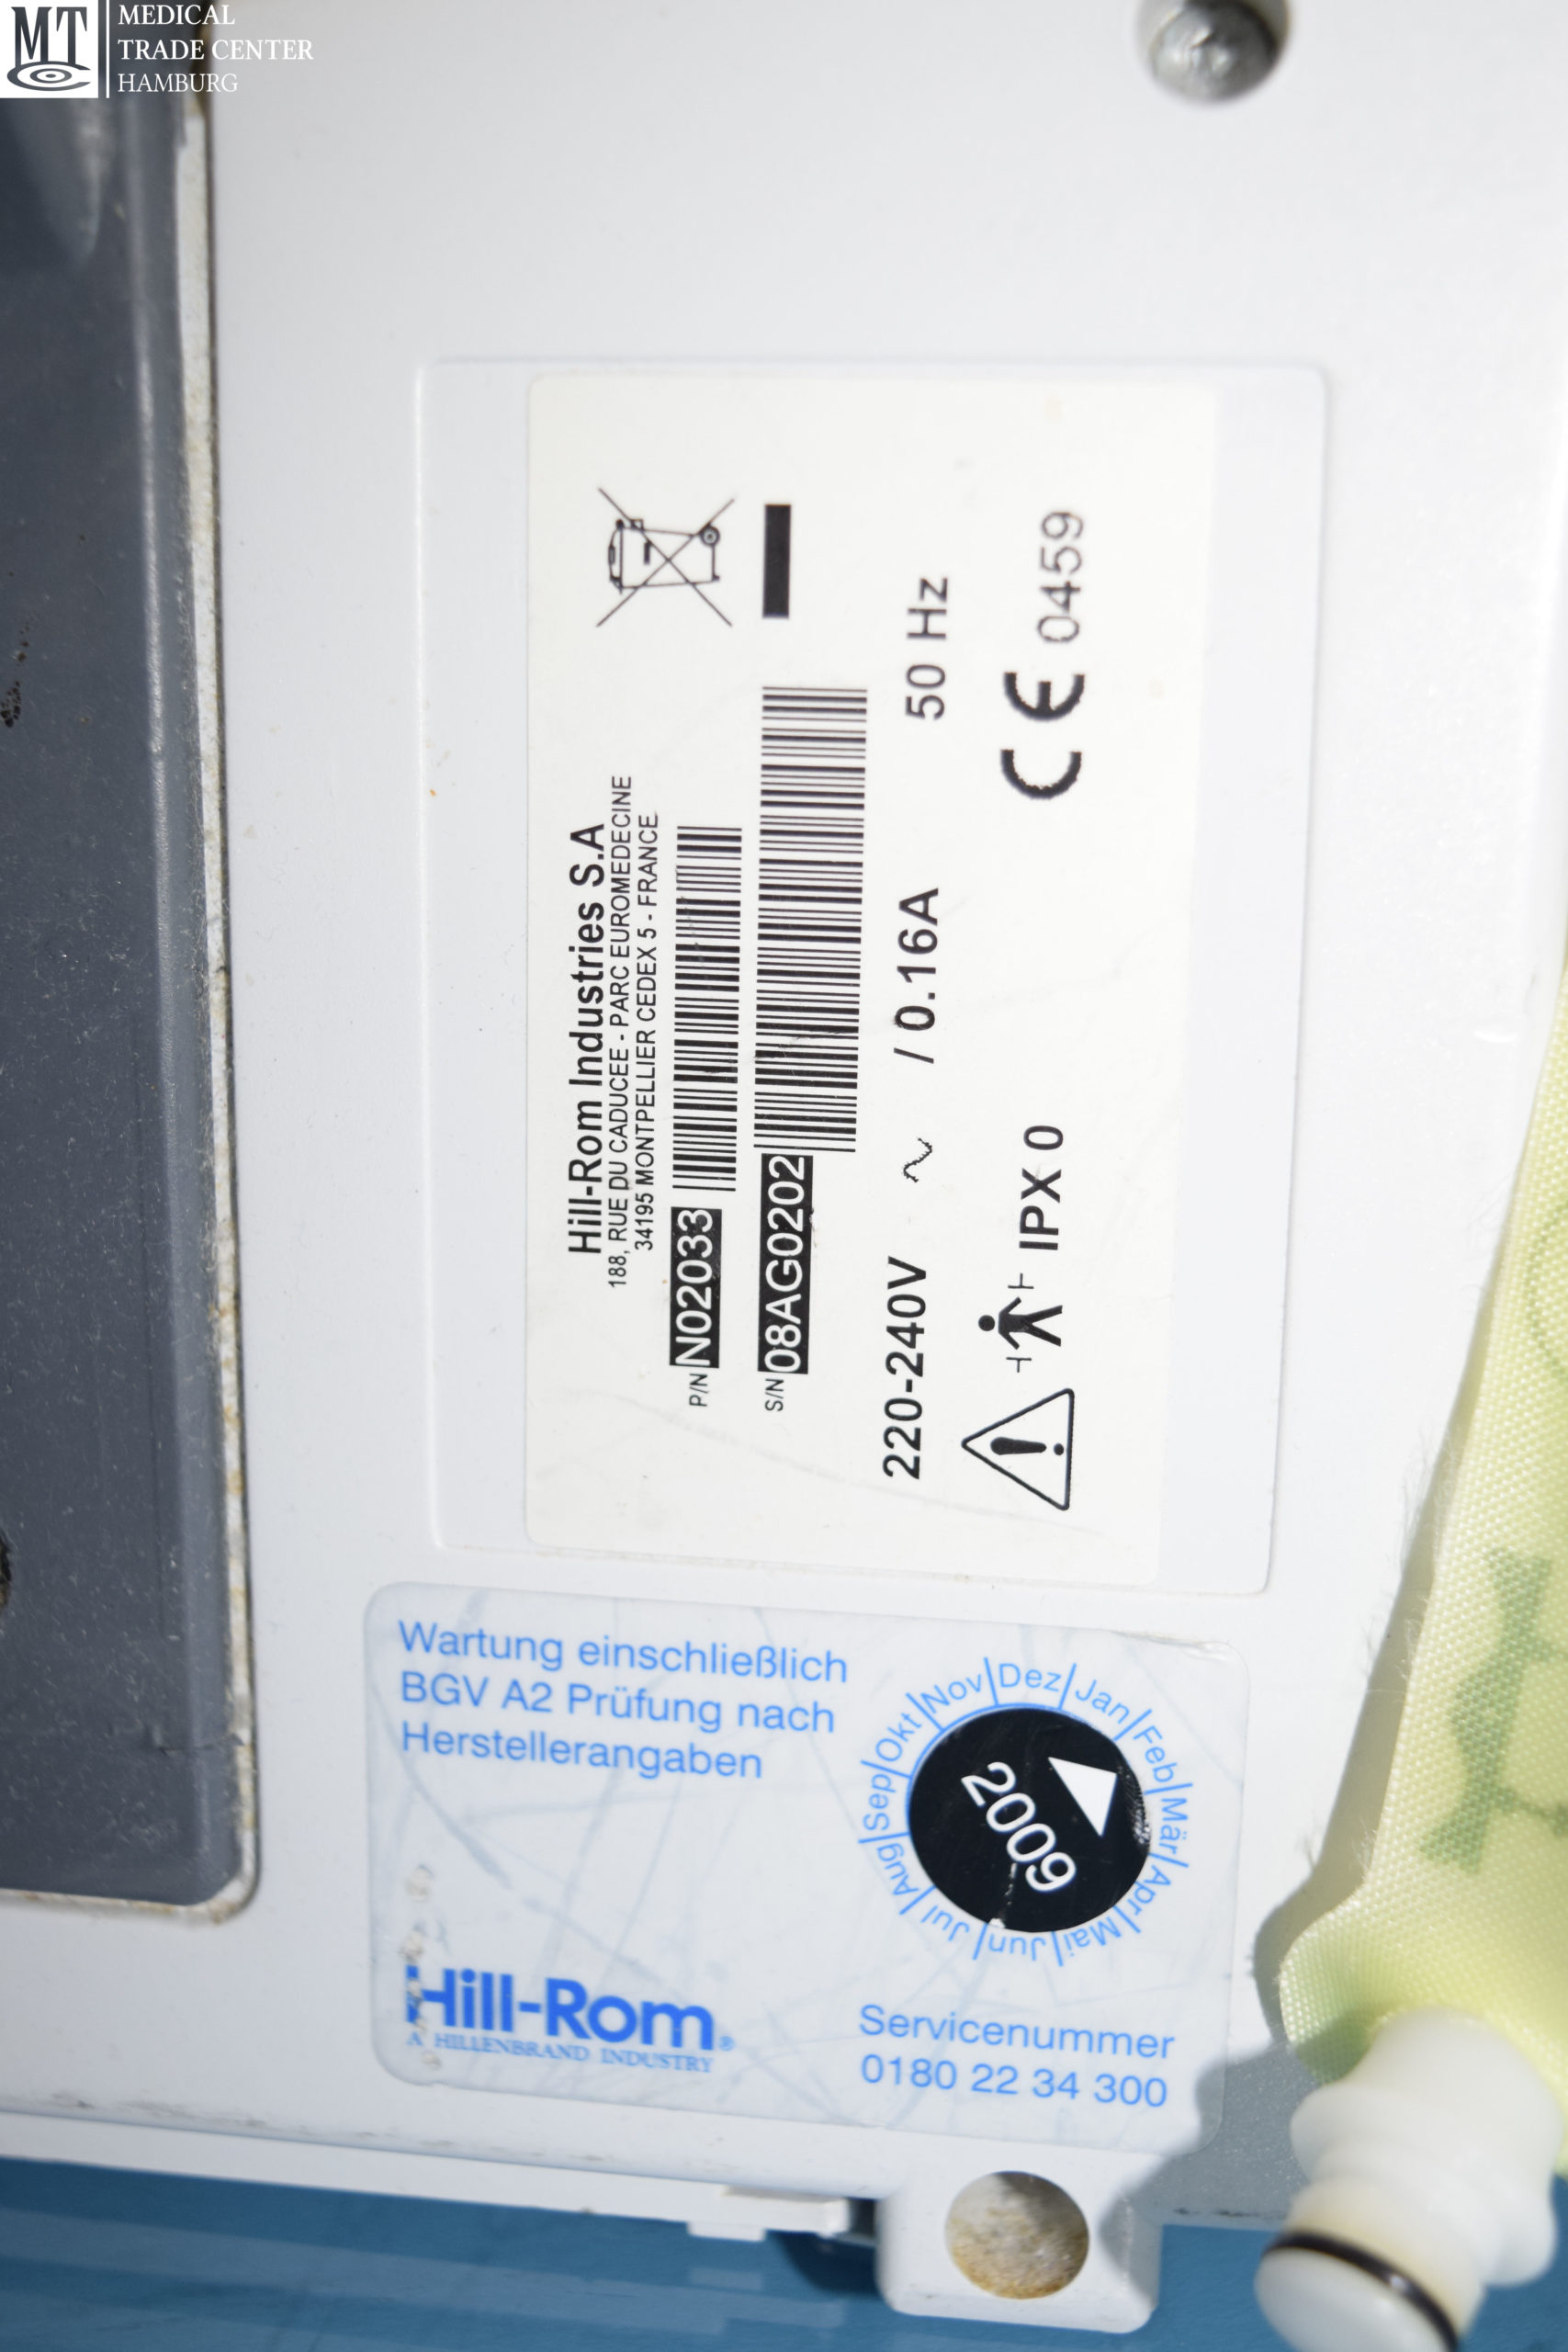 MT
MEDICAL
TRADE CENTER
HAMBURG
Hill-Rom Industries S.A
188, RUE DU CADUCEE - PARC EUROMEDECINE
34195 MONTPELLIER CEDEX 5 - FRANCE
P/N N02033
S/N 08AG0202
220-240V ~ / 0.16A 50 Hz
IPX 0 CE 0459
Wartung einschließlich
BGV A2 Prüfung nach
Herstellerangaben
Jan Feb Mär Apr Mai Jun Jul Aug Sep Okt Nov Dez
2009
Hill-Rom®
A HILLENBRAND INDUSTRY
Servicenummer
0180 22 34 300